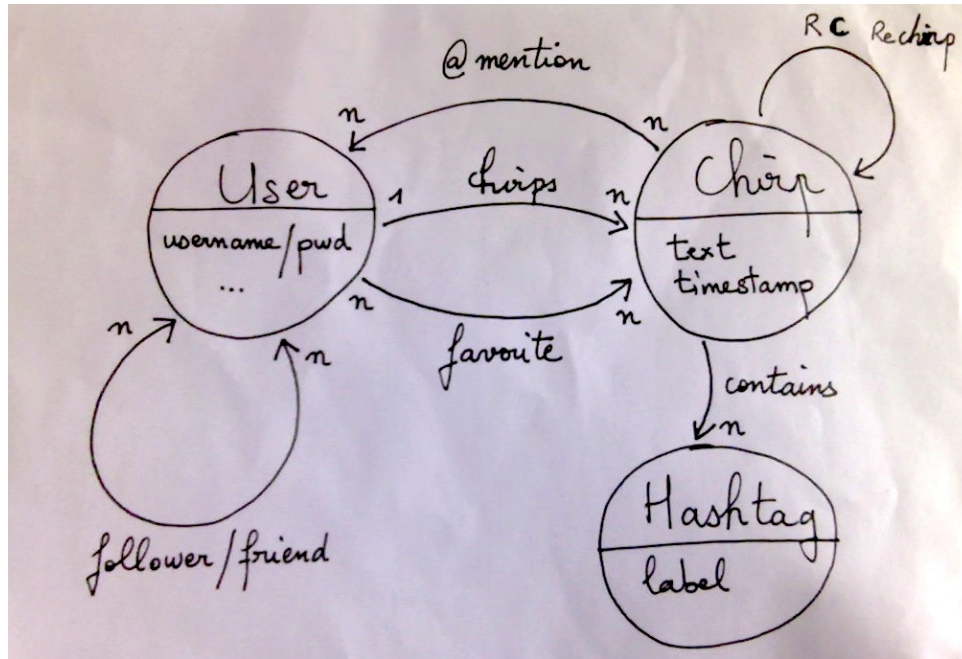 RC Rechirp
@mention
n
n
User
1
chirps
n
Chirp
username/pwd
...
text
timestamp
n
favorite
n
n
n
contains
n
follower/friend
Hashtag
label